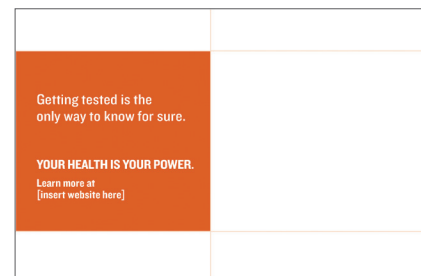 Getting tested is the
only way to know for sure.
YOUR HEALTH IS YOUR POWER.
Learn more at
[insert website here]